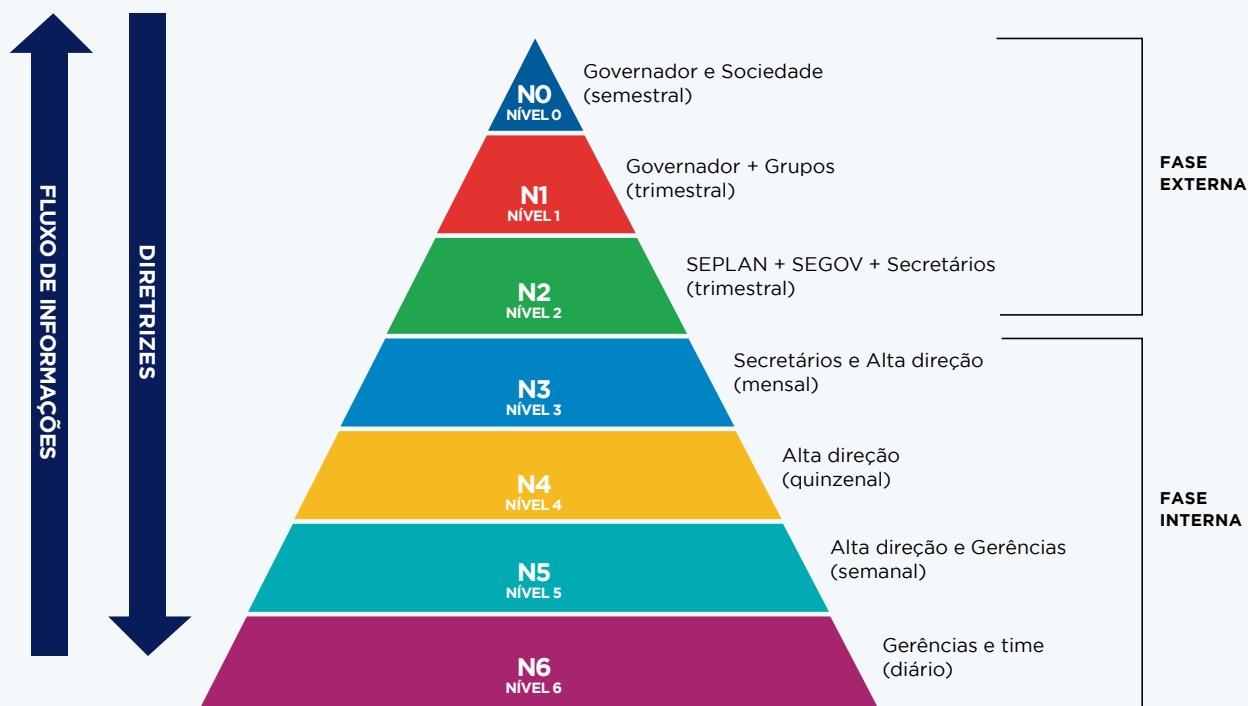 FLUXO DE INFORMAÇÕES
DIRETRIZES
N0
NÍVEL 0
Governador e Sociedade
(semestral)
N1
NÍVEL 1
Governador + Grupos
(trimestral)
N2
NÍVEL 2
SEPLAN + SEGOV + Secretários
(trimestral)
FASE
EXTERNA
N3
NÍVEL 3
Secretários e Alta direção
(mensal)
N4
NÍVEL 4
Alta direção
(quinzenal)
N5
NÍVEL 5
Alta direção e Gerências
(semanal)
N6
NÍVEL 6
Gerências e time
(diário)
FASE
INTERNA